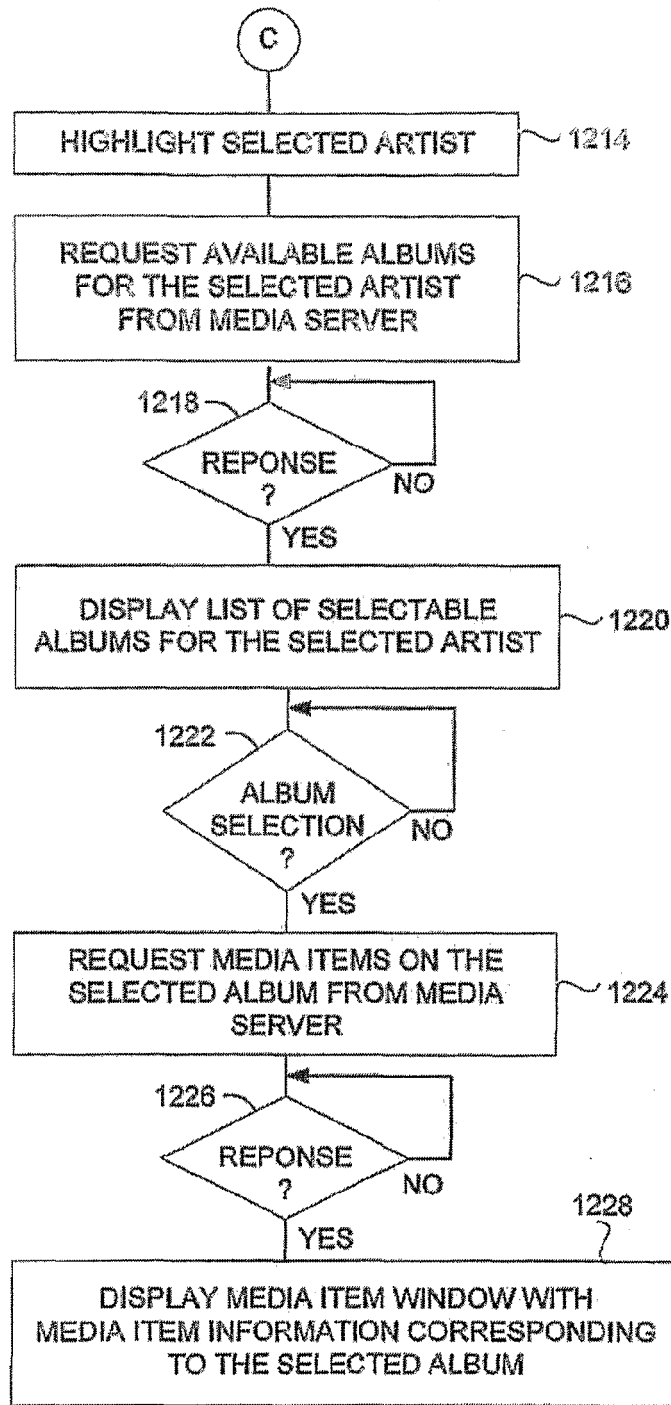 C
HIGHLIGHT SELECTED ARTIST
1214
REQUEST AVAILABLE ALBUMS
FOR THE SELECTED ARTIST
FROM MEDIA SERVER
1216
1218
REPONSE
?
NO
YES
DISPLAY LIST OF SELECTABLE
ALBUMS FOR THE SELECTED ARTIST
1220
1222
ALBUM
SELECTION
?
NO
YES
REQUEST MEDIA ITEMS ON THE
SELECTED ALBUM FROM MEDIA
SERVER
1224
1226
REPONSE
?
NO
YES
1228
DISPLAY MEDIA ITEM WINDOW WITH
MEDIA ITEM INFORMATION CORRESPONDING
TO THE SELECTED ALBUM